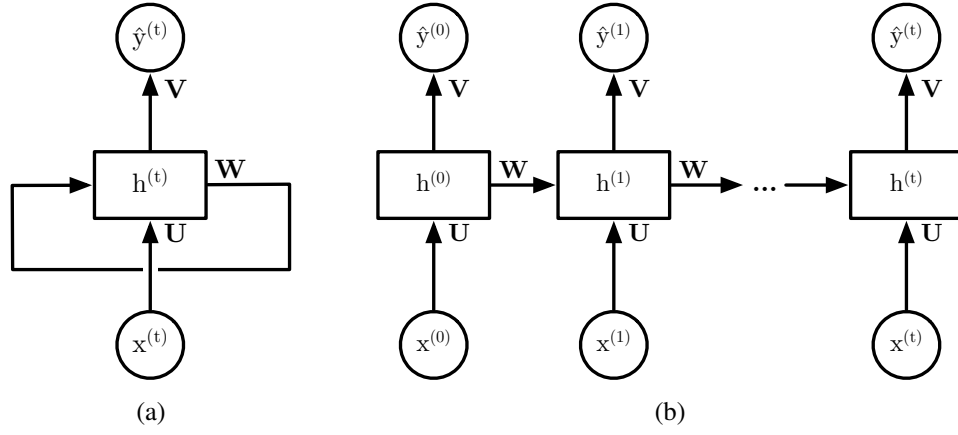 ŷ^(t) ŷ^(0) ŷ^(1) ŷ^(t)
V V V V
h^(t) W h^(0) W h^(1) W ... h^(t)
U U U U
x^(t) x^(0) x^(1) x^(t)
(a) (b)